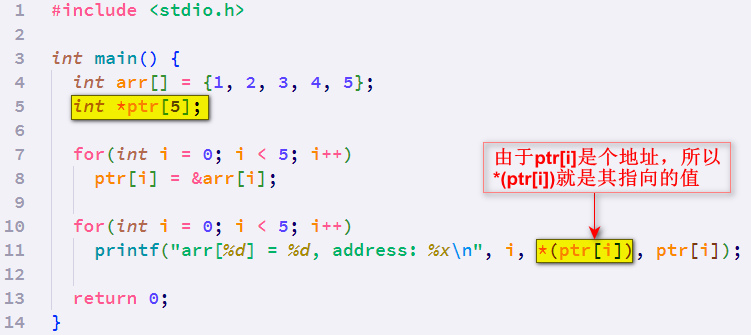 1 #include <stdio.h>
2
3 int main() {
4   int arr[] = {1, 2, 3, 4, 5};
5   int *ptr[5];
6
7   for(int i = 0; i < 5; i++)
8     ptr[i] = &arr[i];
9
由于ptr[i]是个地址，所以
*(ptr[i])就是其指向的值
10   for(int i = 0; i < 5; i++)
11     printf("arr[%d] = %d, address: %x\n", i, *(ptr[i]), ptr[i]);
12
13   return 0;
14 }